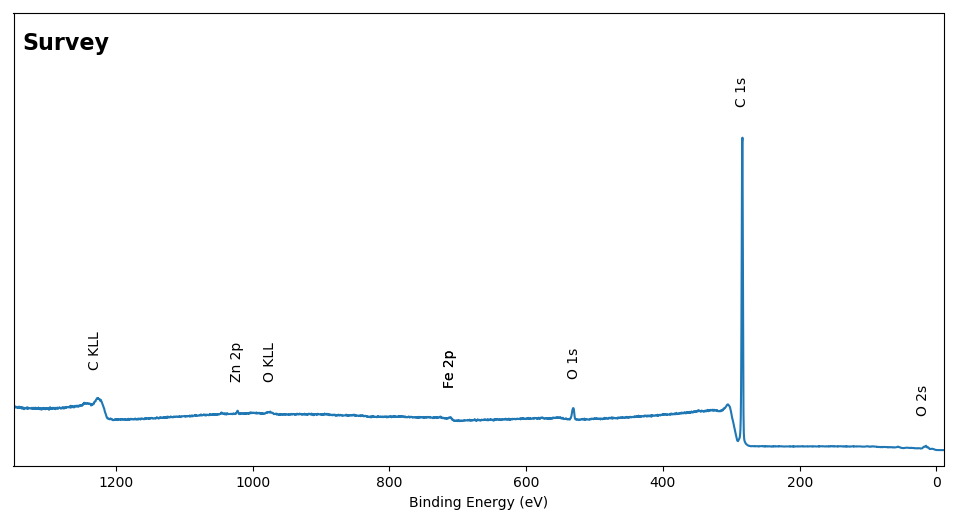 Survey
C 1s
C KLL
Zn 2p
O KLL
Fe 2p
O 1s
O 2s
1200 1000 800 600 400 200 0
Binding Energy (eV)